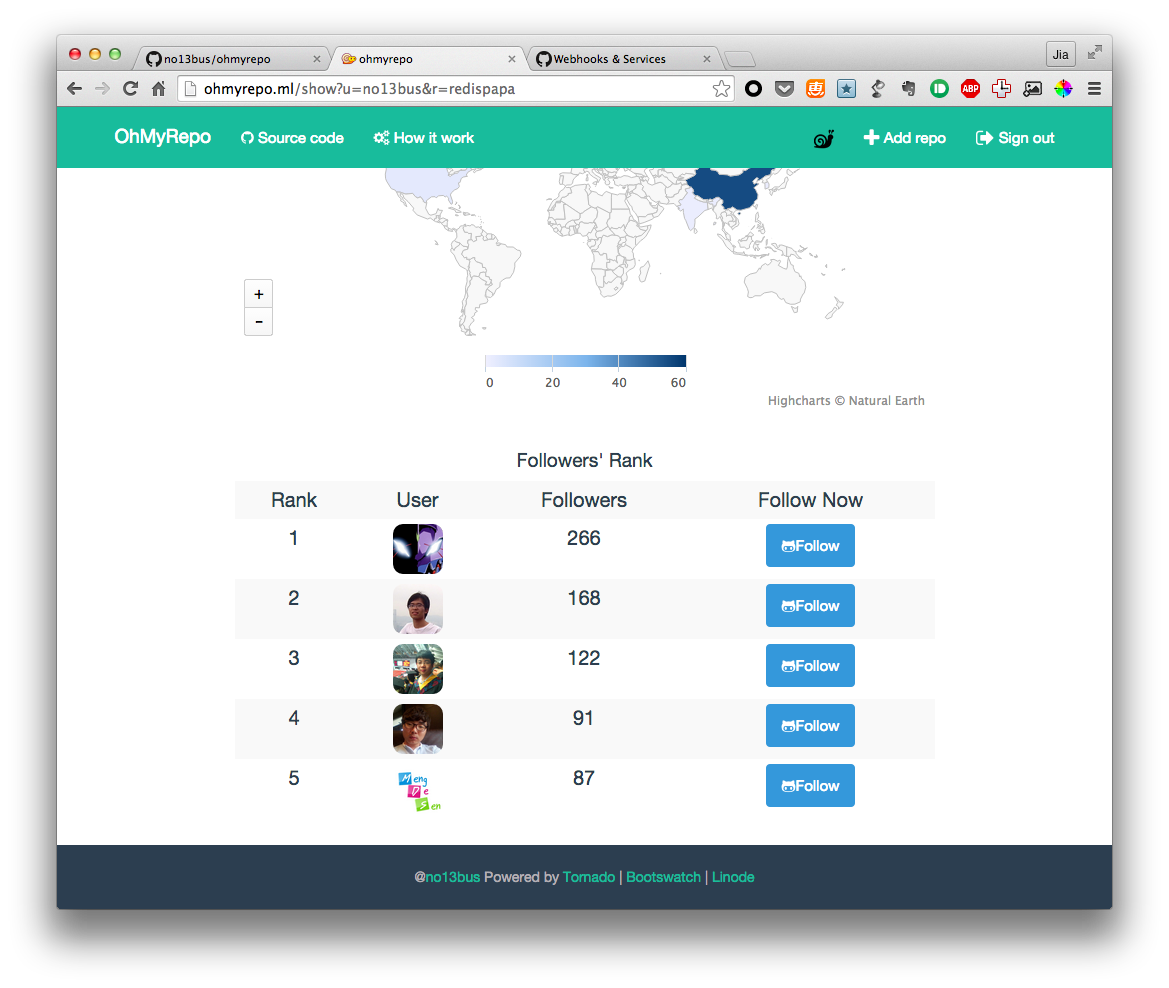 no13bus/ohmyrepo
ohmyrepo
Webhooks & Services
Jia
ohmyrepo.ml/show?u=no13bus&r=redispapa
惠
ABP
OhMyRepo
Source code
How it work
Add repo
Sign out
+
-
0 20 40 60
Highcharts © Natural Earth
Followers' Rank
Rank User Followers Follow Now
1 266 Follow
2 168 Follow
3 122 Follow
4 91 Follow
5 Meng De Sen 87 Follow
@no13bus Powered by Tornado | Bootswatch | Linode